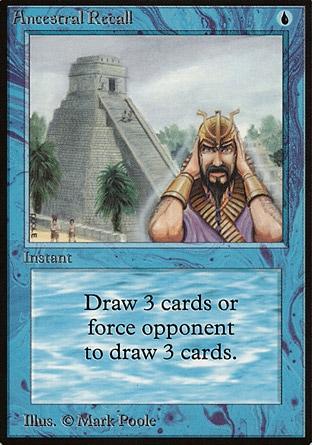 Ancestral Recall
Instant
Draw 3 cards or
force opponent
to draw 3 cards.
Illus. © Mark Poole